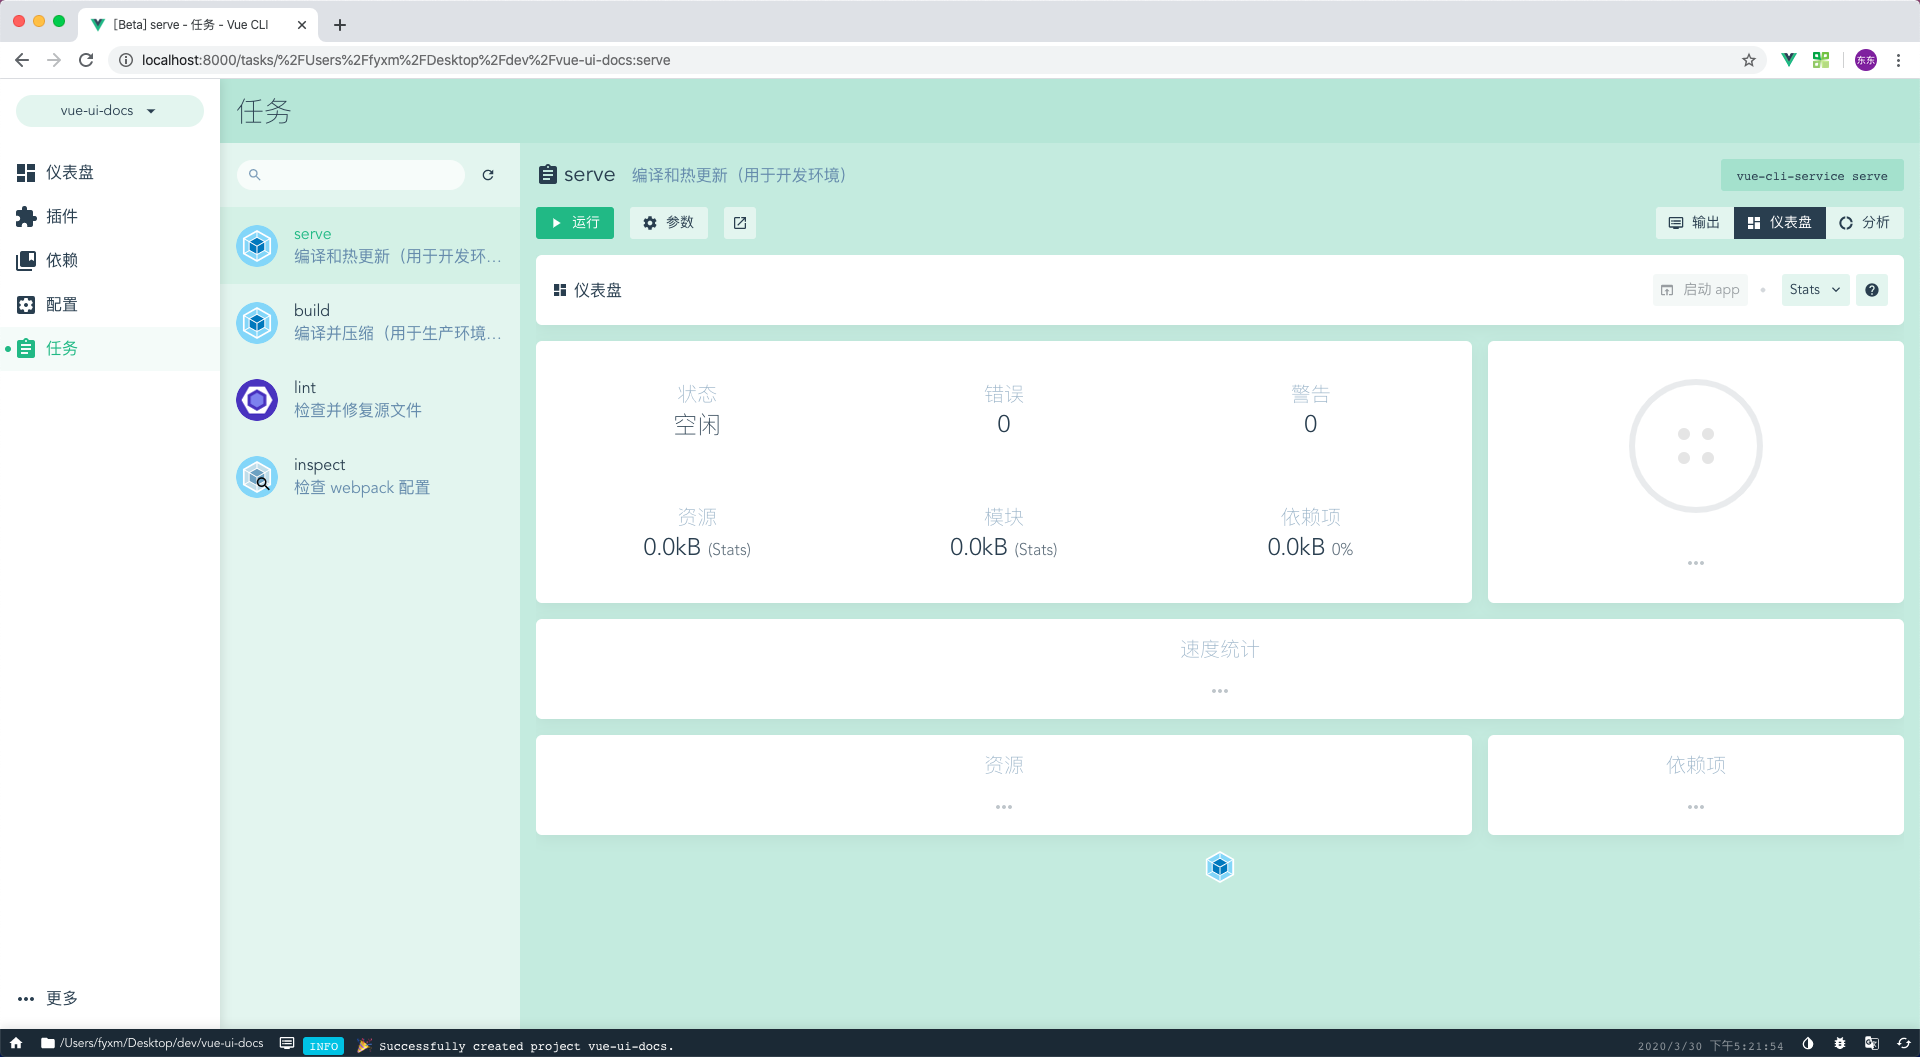 [Beta] serve - 任务 - Vue CLI
localhost:8000/tasks/%2FUsers%2Ffyxm%2FDesktop%2Fdev%2Fvue-ui-docs:serve
东东
vue-ui-docs
任务
仪表盘
插件
依赖
配置
任务
更多
serve
编译和热更新（用于开发环...
build
编译并压缩（用于生产环境...
lint
检查并修复源文件
inspect
检查 webpack 配置
serve 编译和热更新（用于开发环境）
vue-cli-service serve
运行 参数
输出 仪表盘 分析
仪表盘
启动 app Stats
状态 错误 警告
空闲 0 0
资源 模块 依赖项
0.0kB (Stats) 0.0kB (Stats) 0.0kB 0%
速度统计
资源 依赖项
/Users/fyxm/Desktop/dev/vue-ui-docs INFO 🎉 Successfully created project vue-ui-docs. 2020/3/30 下午5:21:54